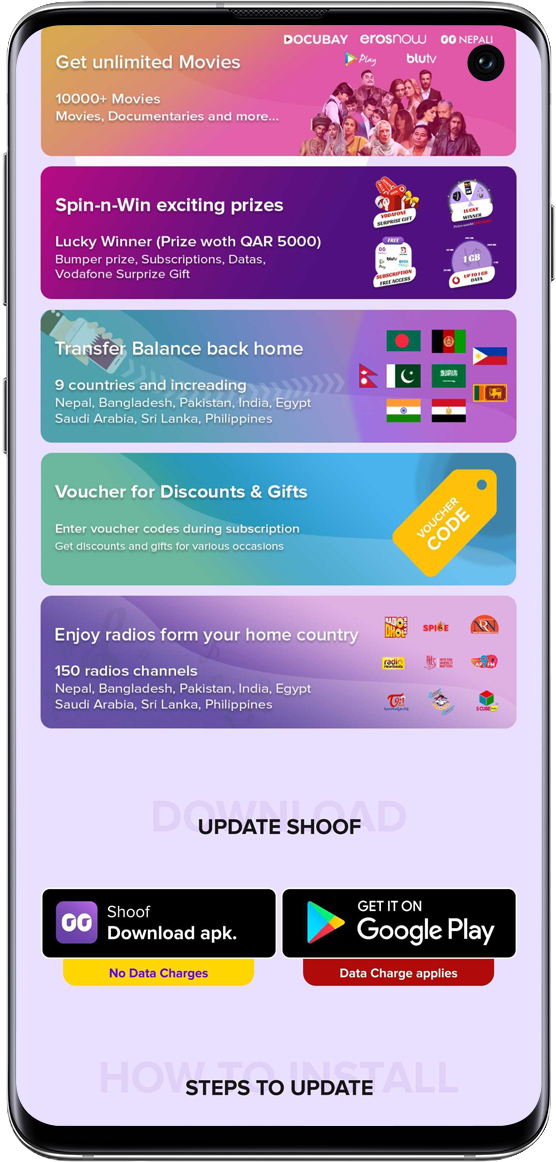 DOCUBAY erosnow NEPALI
Get unlimited Movies
Play blutv
10000+ Movies
Movies, Documentaries and more...
Spin-n-Win exciting prizes
Lucky Winner (Prize woth QAR 5000)
Bumper prize, Subscriptions, Datas,
Vodafone Surprize Gift
VODAFONE
SURPRISE GIFT
LUCKY
WINNER
FREE
SUBSCRIPTION
FREE ACCESS
1 GB
UP TO 1 GB
DATA
Transfer Balance back home
9 countries and increading
Nepal, Bangladesh, Pakistan, India, Egypt
Saudi Arabia, Sri Lanka, Philippines
Voucher for Discounts & Gifts
Enter voucher codes during subscription
Get discounts and gifts for various occasions
VOUCHER
CODE
Enjoy radios form your home country
150 radios channels
Nepal, Bangladesh, Pakistan, India, Egypt
Saudi Arabia, Sri Lanka, Philippines
RADIO
SPICE
radio
DOWNLOAD
UPDATE SHOOF
Shoof
Download apk.
No Data Charges
GET IT ON
Google Play
Data Charge applies
HOW TO INSTALL
STEPS TO UPDATE